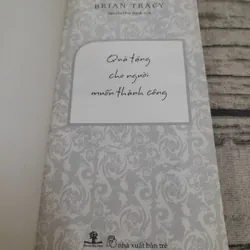 BRIAN TRACY
Quà tặng
cho người
muốn thành công
nhà xuất bản trẻ